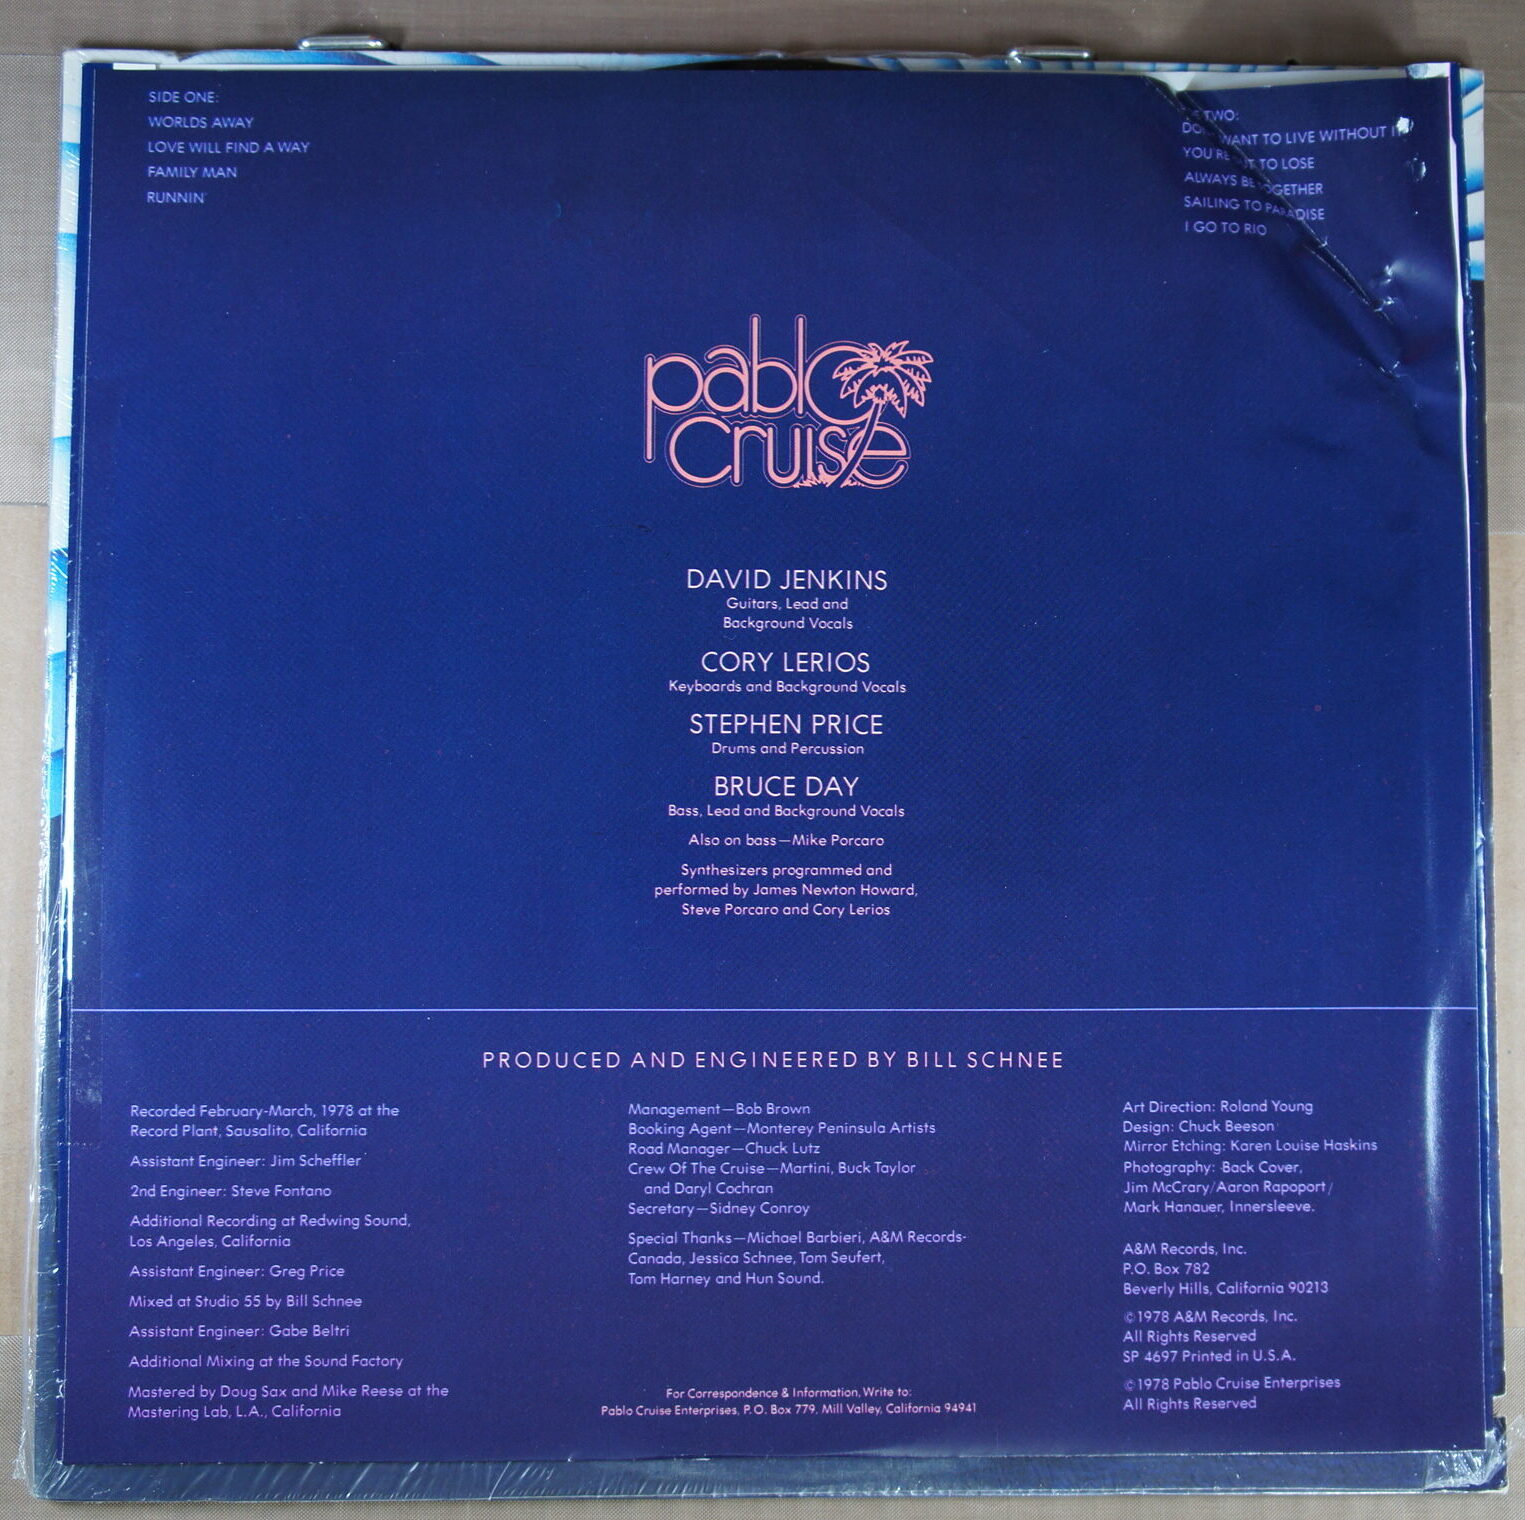 SIDE ONE:
WORLDS AWAY
LOVE WILL FIND A WAY
FAMILY MAN
RUNNIN'
TWO:
WANT TO LIVE WITHOUT IT
TO LOSE
ALWAYS
SAILING TO PARADISE
I GO TO RIO
pablo
cruise
DAVID JENKINS
Guitars, Lead and
Background Vocals
CORY LERIOS
Keyboards and Background Vocals
STEPHEN PRICE
Drums and Percussion
BRUCE DAY
Bass, Lead and Background Vocals
Also on bass—Mike Porcaro
Synthesizers programmed and
performed by James Newton Howard,
Steve Porcaro and Cory Lerios
PRODUCED AND ENGINEERED BY BILL SCHNEE
Recorded February-March, 1978 at the
Record Plant, Sausalito, California
Assistant Engineer: Jim Scheffler
2nd Engineer: Steve Fontano
Additional Recording at Redwing Sound,
Los Angeles, California
Assistant Engineer: Greg Price
Mixed at Studio 55 by Bill Schnee
Assistant Engineer: Gabe Beltri
Additional Mixing at the Sound Factory
Mastered by Doug Sax and Mike Reese at the
Mastering Lab, L.A., California
Management—Bob Brown
Booking Agent—Monterey Peninsula Artists
Road Manager—Chuck Lutz
Crew Of The Cruise—Martini, Buck Taylor
and Daryl Cochran
Secretary—Sidney Conroy
Special Thanks—Michael Barbieri, A&M Records-
Canada, Jessica Schnee, Tom Seufert,
Tom Harney and Hun Sound.
For Correspondence & Information, Write to:
Pablo Cruise Enterprises, P.O. Box 779, Mill Valley, California 94941
Art Direction: Roland Young
Design: Chuck Beeson
Mirror Etching: Karen Louise Haskins
Photography: Back Cover,
Jim McCrary/Aaron Rapoport/
Mark Hanauer, Innersleeve.
A&M Records, Inc.
P.O. Box 782
Beverly Hills, California 90213
©1978 A&M Records, Inc.
All Rights Reserved
SP 4697 Printed in U.S.A.
©1978 Pablo Cruise Enterprises
All Rights Reserved